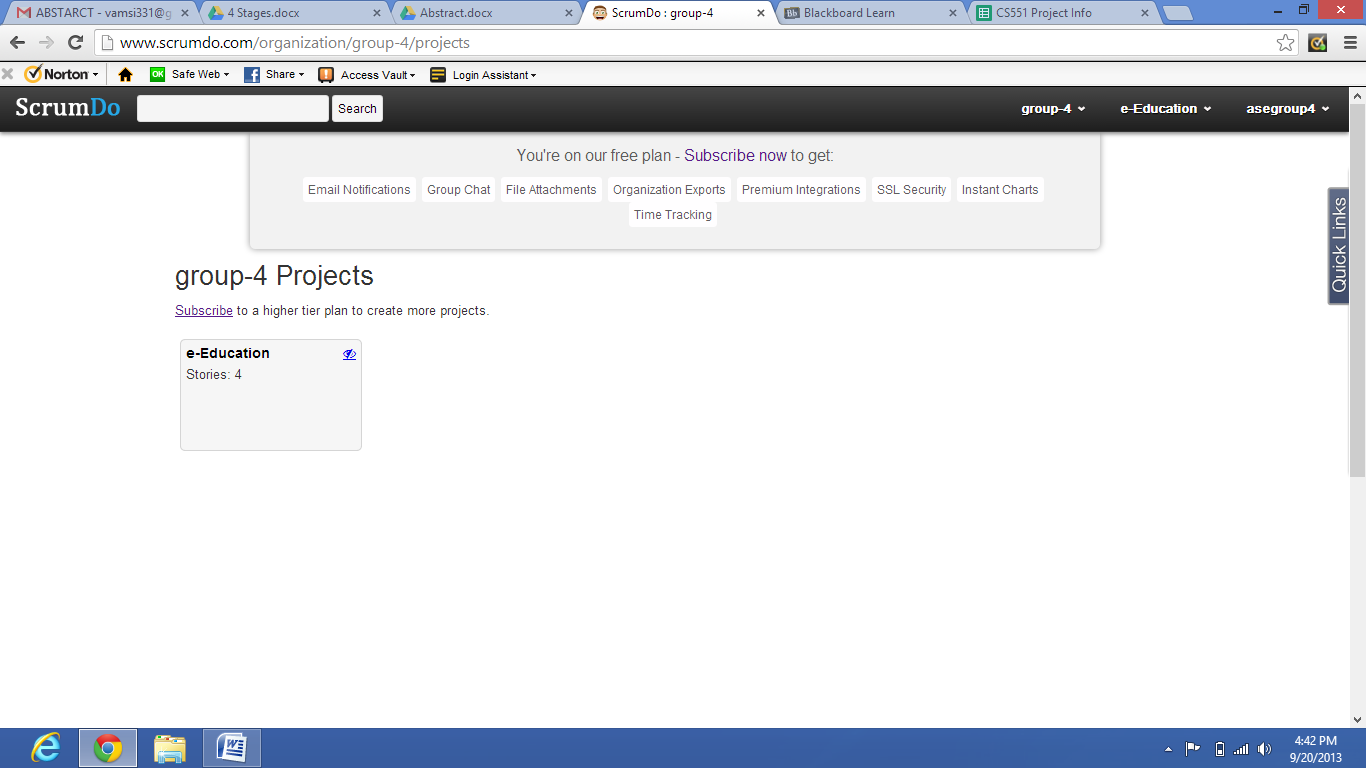 ABSTARCT - vamsi331@g
4 Stages.docx
Abstract.docx
ScrumDo : group-4
Blackboard Learn
CS551 Project Info
www.scrumdo.com/organization/group-4/projects
Norton
OK Safe Web
Share
Access Vault
Login Assistant
ScrumDo
Search
group-4
e-Education
asegroup4
You're on our free plan - Subscribe now to get:
Email Notifications Group Chat File Attachments Organization Exports Premium Integrations SSL Security Instant Charts
Time Tracking
Quick Links
group-4 Projects
Subscribe to a higher tier plan to create more projects.
e-Education
Stories: 4
4:42 PM
9/20/2013